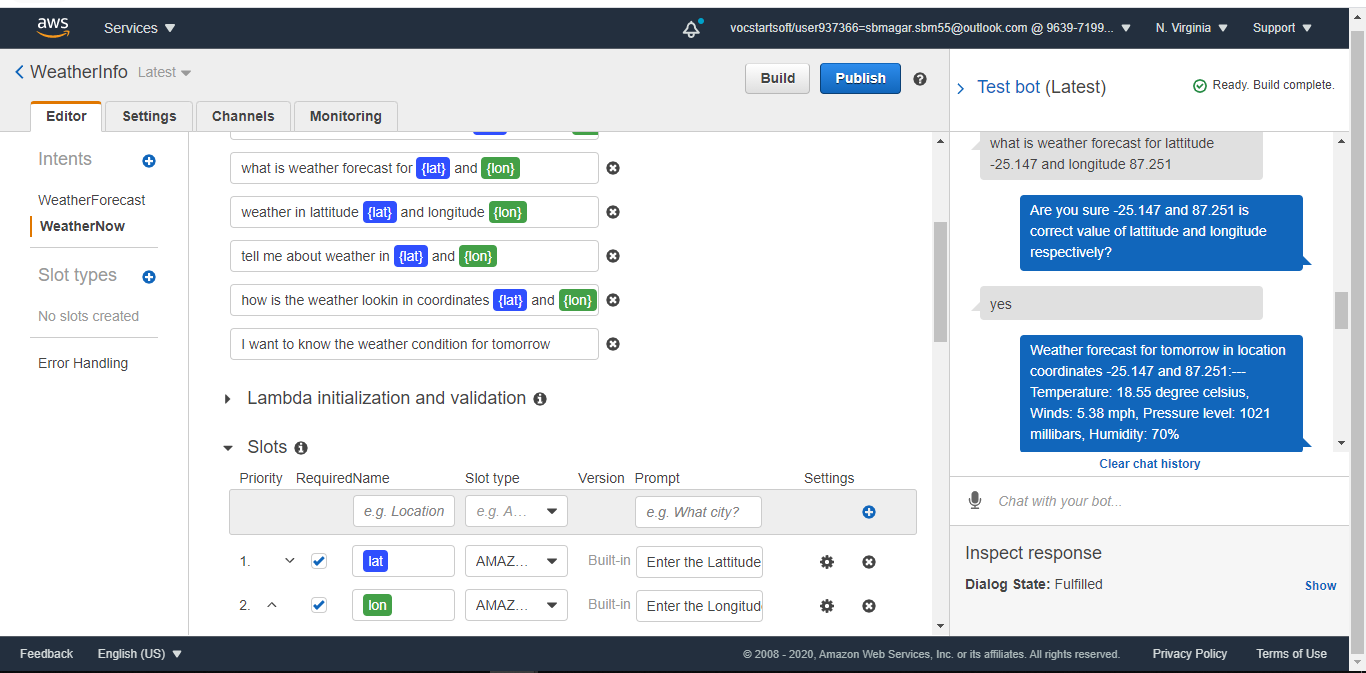 aws
Services
vocstartsoft/user937366=sbmagar.sbm55@outlook.com @ 9639-7199...
N. Virginia
Support
WeatherInfo Latest
Build
Publish
Editor
Settings
Channels
Monitoring
Intents
WeatherForecast
WeatherNow
Slot types
No slots created
Error Handling
what is weather forecast for {lat} and {lon}
weather in lattitude {lat} and longitude {lon}
tell me about weather in {lat} and {lon}
how is the weather lookin in coordinates {lat} and {lon}
I want to know the weather condition for tomorrow
Lambda initialization and validation
Slots
Priority RequiredName Slot type Version Prompt Settings
e.g. Location e.g. A... e.g. What city?
1. lat AMAZ... Built-in Enter the Lattitude
2. lon AMAZ... Built-in Enter the Longitud
Test bot (Latest)
Ready. Build complete.
what is weather forecast for lattitude
-25.147 and longitude 87.251
Are you sure -25.147 and 87.251 is
correct value of lattitude and longitude
respectively?
yes
Weather forecast for tomorrow in location
coordinates -25.147 and 87.251:---
Temperature: 18.55 degree celsius,
Winds: 5.38 mph, Pressure level: 1021
millibars, Humidity: 70%
Clear chat history
Chat with your bot...
Inspect response
Dialog State: Fulfilled
Show
Feedback
English (US)
© 2008 - 2020, Amazon Web Services, Inc. or its affiliates. All rights reserved.
Privacy Policy
Terms of Use